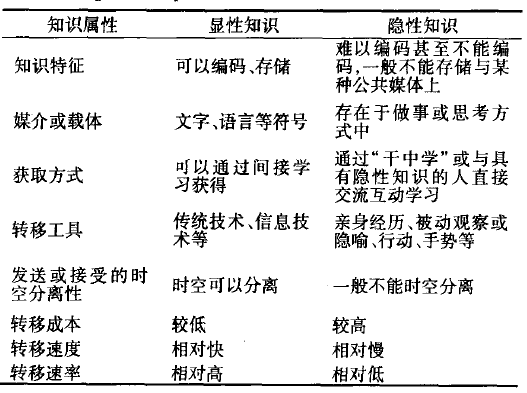 知识属性 显性知识 隐性知识
知识特征 可以编码、存储 难以编码甚至不能编
码,一般不能存储与某
种公共媒体上
媒介或载体 文字、语言等符号 存在于做事或思考方
式中
获取方式 可以通过间接学
习获得 通过“干中学”或与具
有隐性知识的人直接
交流互动学习
转移工具 传统技术、信息技
术等 亲身经历、被动观察或
隐喻、行动、手势等
发送或接受的时
空分离性 时空可以分离 一般不能时空分离
转移成本 较低 较高
转移速度 相对快 相对慢
转移速率 相对高 相对低